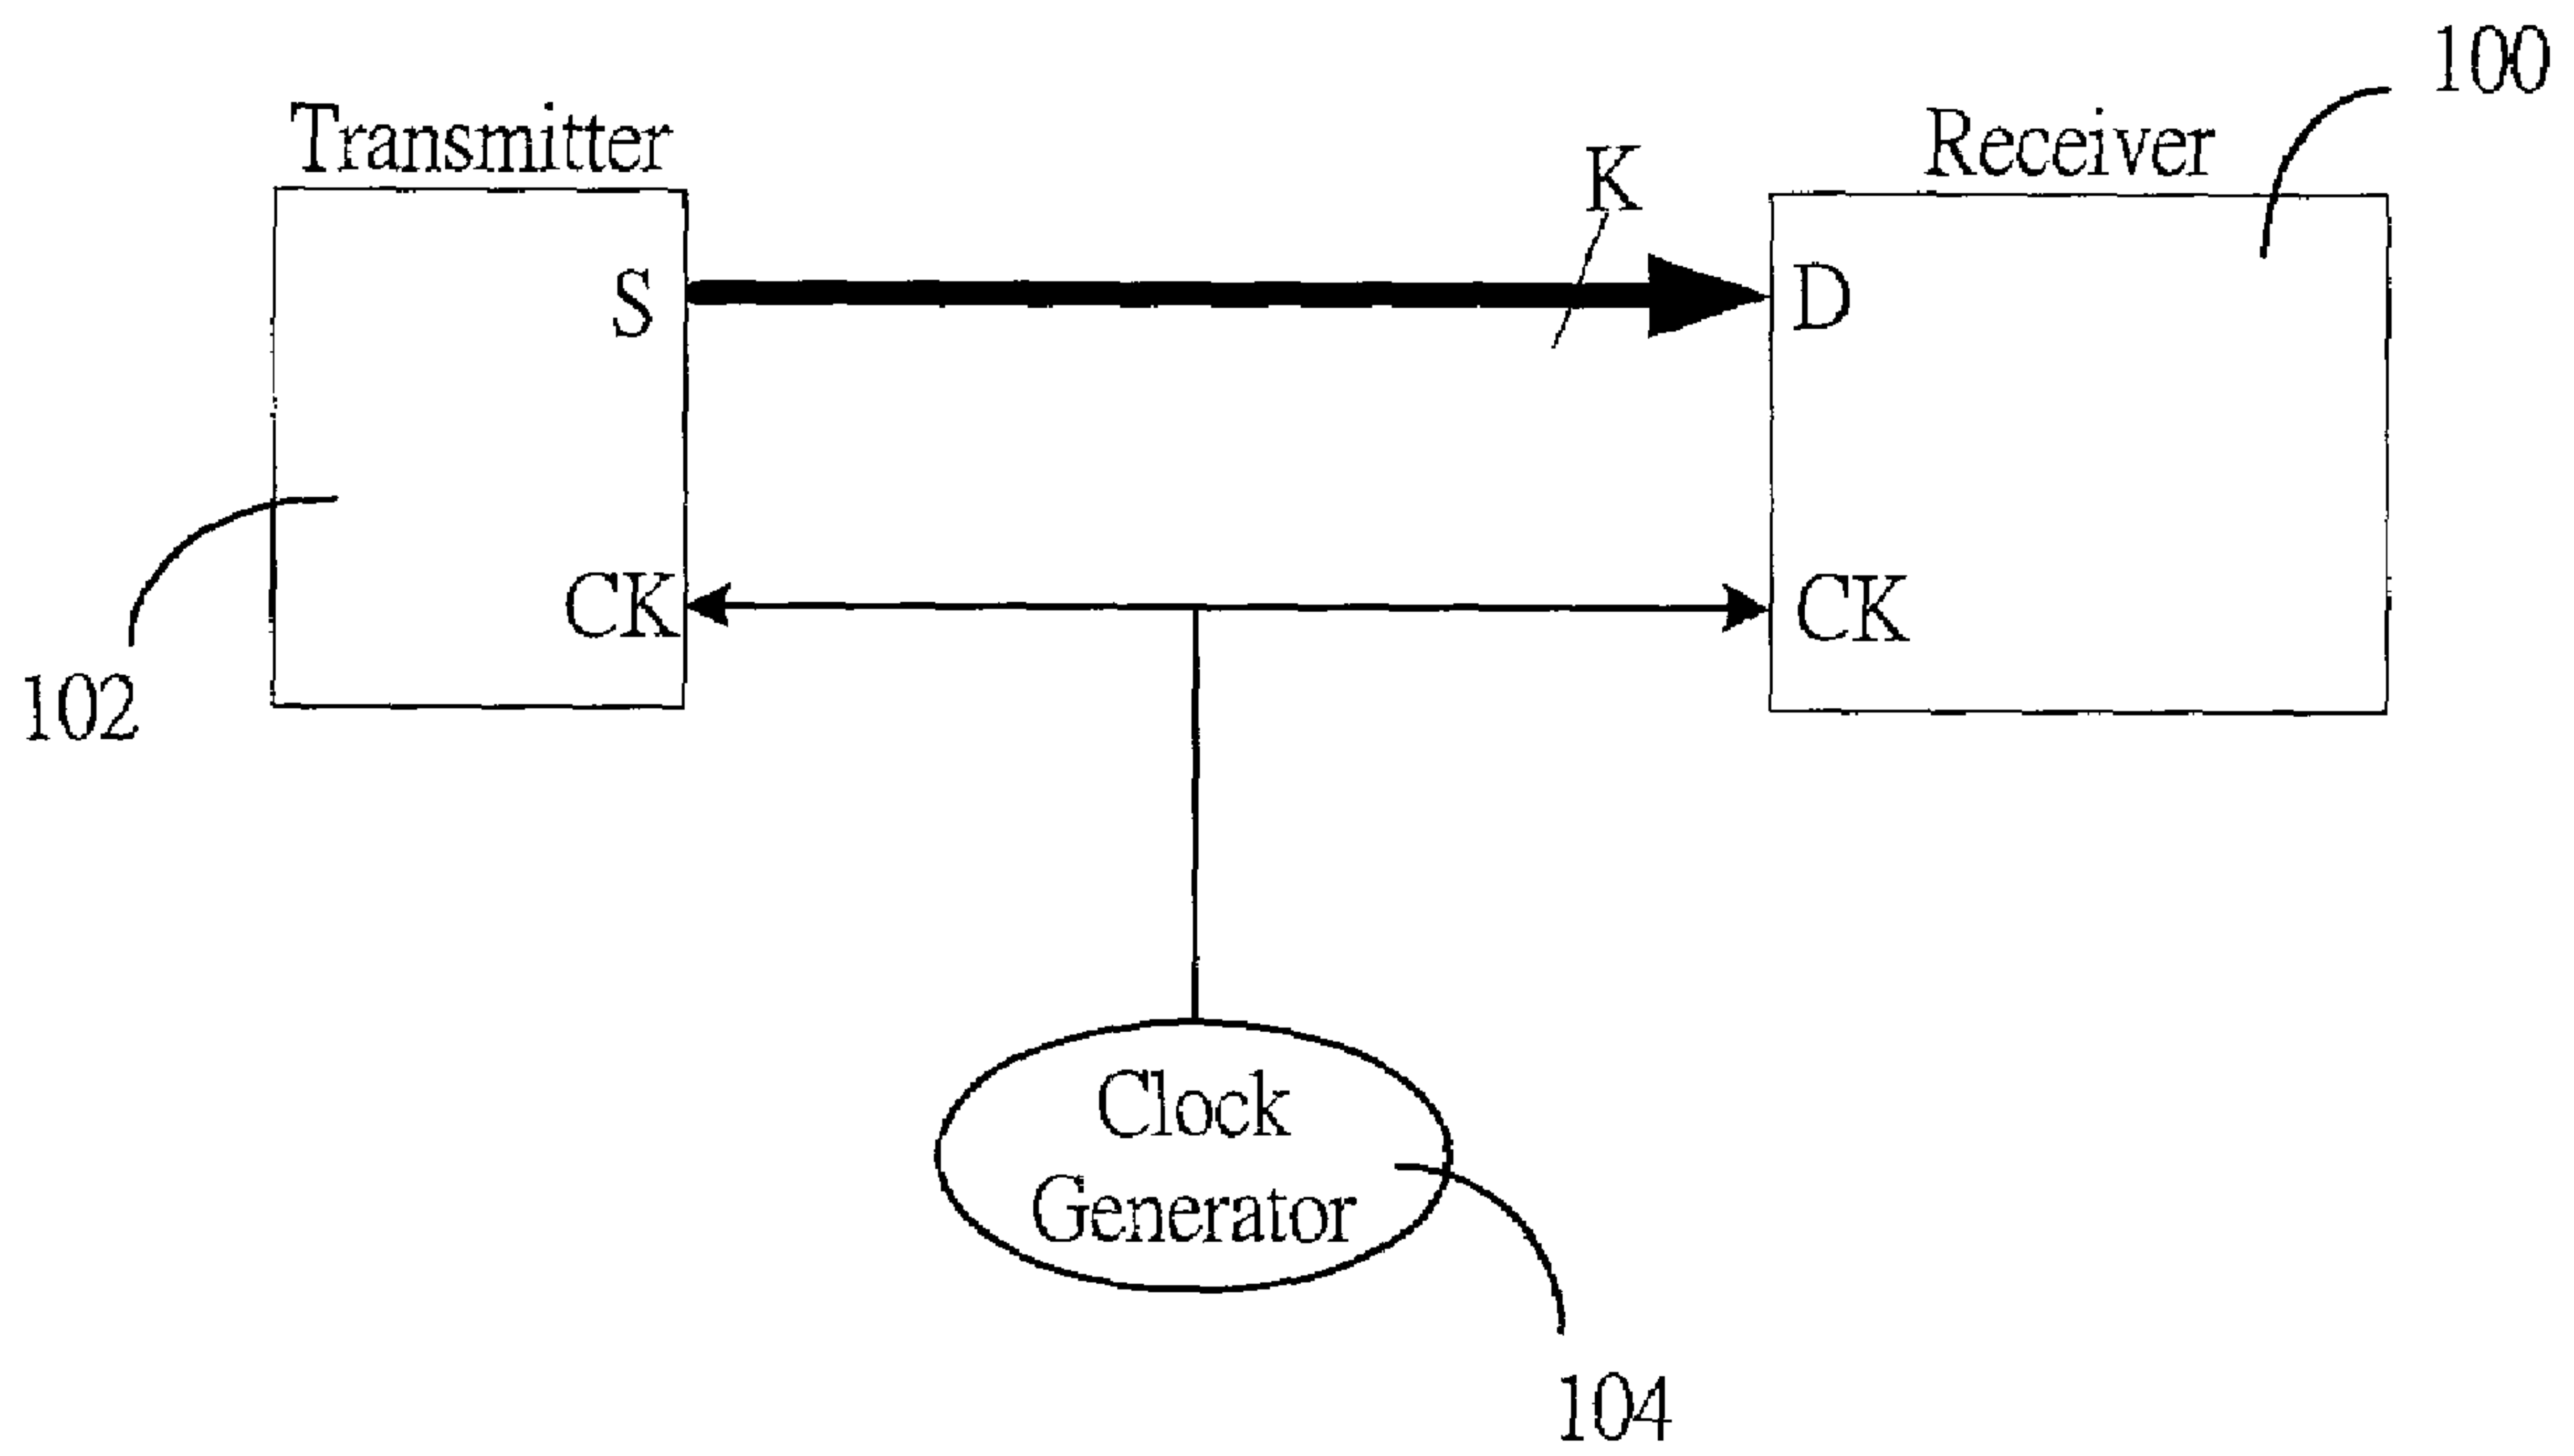 100
Transmitter
Receiver
K
S
D
CK
CK
102
Clock
Generator
104